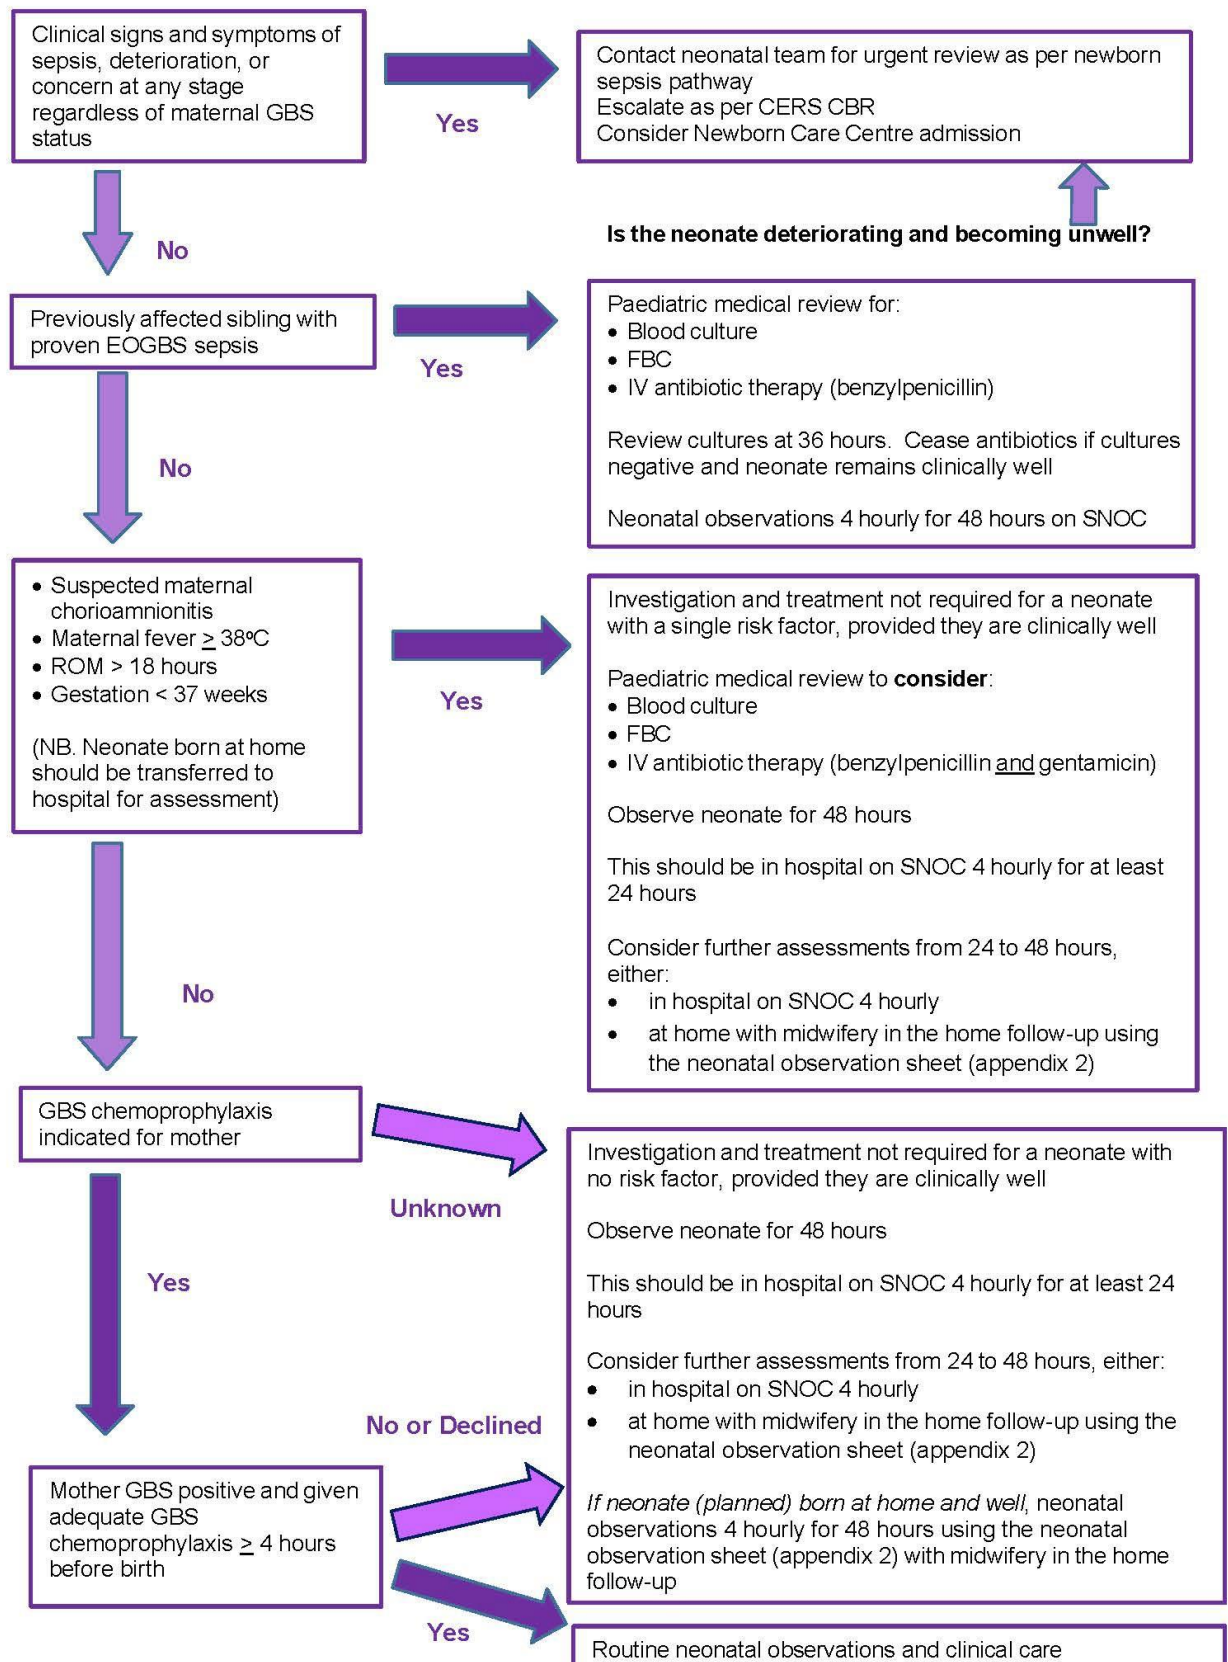 Clinical signs and symptoms of
sepsis, deterioration, or
concern at any stage
regardless of maternal GBS
status
Yes
Contact neonatal team for urgent review as per newborn
sepsis pathway
Escalate as per CERS CBR
Consider Newborn Care Centre admission
No
Is the neonate deteriorating and becoming unwell?
Previously affected sibling with
proven EOGBS sepsis
Yes
Paediatric medical review for:
• Blood culture
• FBC
• IV antibiotic therapy (benzylpenicillin)
Review cultures at 36 hours. Cease antibiotics if cultures
negative and neonate remains clinically well
Neonatal observations 4 hourly for 48 hours on SNOC
No
• Suspected maternal
chorioamnionitis
• Maternal fever ≥ 38ºC
• ROM > 18 hours
• Gestation < 37 weeks
(NB. Neonate born at home
should be transferred to
hospital for assessment)
Yes
Investigation and treatment not required for a neonate
with a single risk factor, provided they are clinically well
Paediatric medical review to consider:
• Blood culture
• FBC
• IV antibiotic therapy (benzylpenicillin and gentamicin)
Observe neonate for 48 hours
This should be in hospital on SNOC 4 hourly for at least
24 hours
Consider further assessments from 24 to 48 hours,
either:
• in hospital on SNOC 4 hourly
• at home with midwifery in the home follow-up using
the neonatal observation sheet (appendix 2)
No
GBS chemoprophylaxis
indicated for mother
Unknown
Investigation and treatment not required for a neonate with
no risk factor, provided they are clinically well
Observe neonate for 48 hours
This should be in hospital on SNOC 4 hourly for at least 24
hours
Consider further assessments from 24 to 48 hours, either:
• in hospital on SNOC 4 hourly
• at home with midwifery in the home follow-up using the
neonatal observation sheet (appendix 2)
If neonate (planned) born at home and well, neonatal
observations 4 hourly for 48 hours using the neonatal
observation sheet (appendix 2) with midwifery in the home
follow-up
Yes
No or Declined
Mother GBS positive and given
adequate GBS
chemoprophylaxis ≥ 4 hours
before birth
Yes
Routine neonatal observations and clinical care